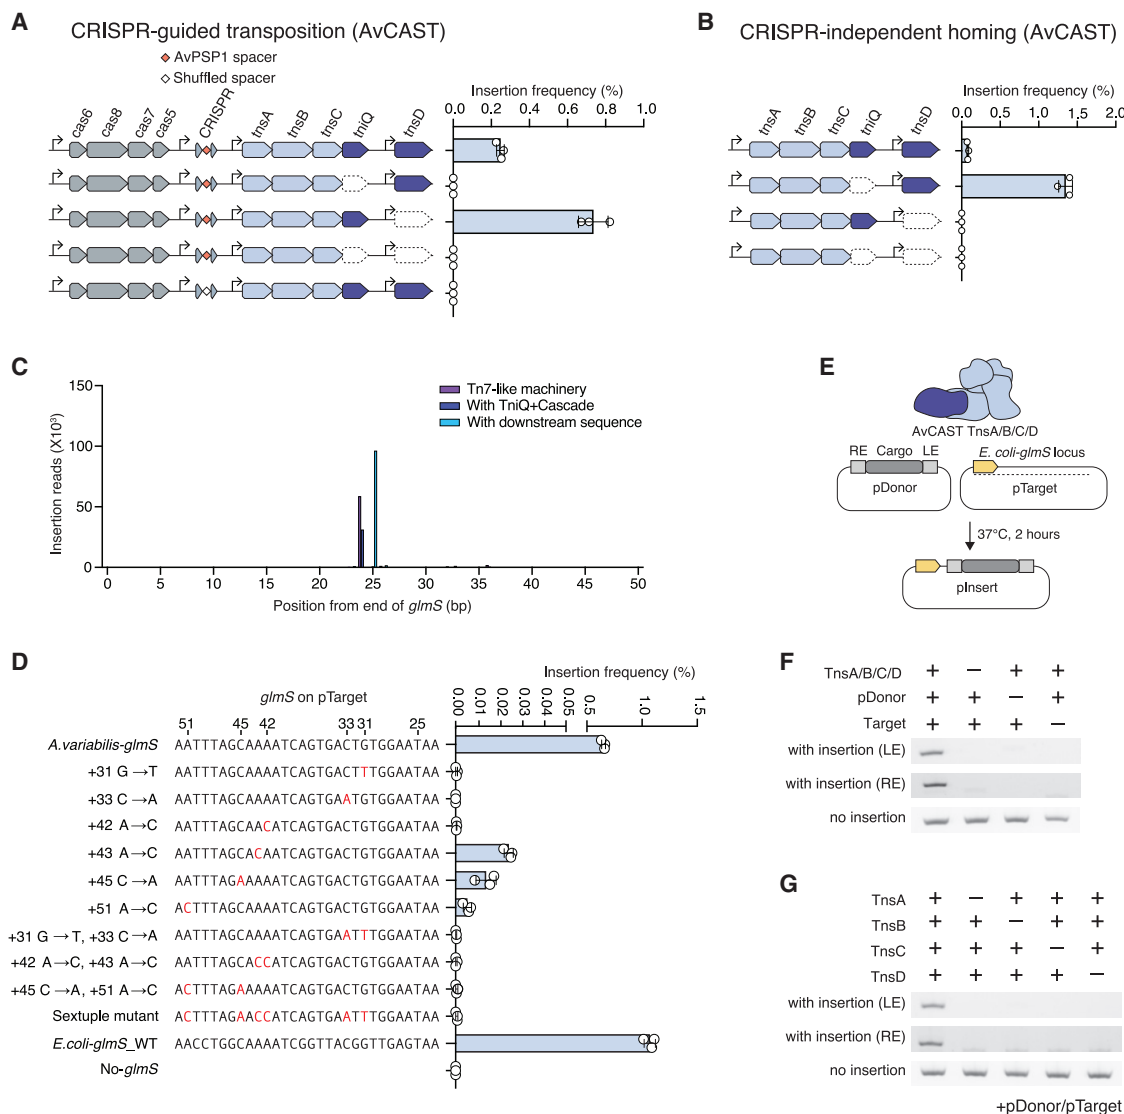 A
CRISPR-guided transposition (AvCAST)
AvPSP1 spacer
Shuffled spacer
cas6 cas8 cas7 cas5 CRISPR tnsA tnsB tnsC tniQ tnsD
Insertion frequency (%)
0.0 0.2 0.4 0.6 0.8 1.0
B
CRISPR-independent homing (AvCAST)
tnsA tnsB tnsC tniQ tnsD
Insertion frequency (%)
0.0 0.5 1.0 1.5 2.0
C
Insertion reads (X10³)
150
100
50
0
Tn7-like machinery
With TniQ+Cascade
With downstream sequence
0 5 10 15 20 25 30 35 40 45 50
Position from end of glmS (bp)
D
Insertion frequency (%)
glmS on pTarget
0.00 0.01 0.02 0.03 0.04 0.5 1.0 1.5
51 45 42 33 31 25
A.variabilis-glmS AATTTAGCAAAATCAGTGACTGTGGAATAA
+31 G→T AATTTAGCAAAATCAGTGACTTTGGAATAA
+33 C→A AATTTAGCAAAATCAGTGAATGTGGAATAA
+42 A→C AATTTAGCAACATCAGTGACTGTGGAATAA
+43 A→C AATTTAGCACAATCAGTGACTGTGGAATAA
+45 C→A AATTTAGAAAAATCAGTGACTGTGGAATAA
+51 A→C ACTTTAGCAAAATCAGTGACTGTGGAATAA
+31 G→T, +33 C→A AATTTAGCAAAATCAGTGAATTTGGAATAA
+42 A→C, +43 A→C AATTTAGCACCATCAGTGACTGTGGAATAA
+45 C→A, +51 A→C ACTTTAGAAAAATCAGTGACTGTGGAATAA
Sextuple mutant ACTTTAGAACCATCAGTGAATTTGGAATAA
E.coli-glmS_WT AACCTGGCAAAATCGGTTACGGTTGAGTAA
No-glmS
E
AvCAST TnsA/B/C/D
RE Cargo LE
E. coli-glmS locus
pDonor
pTarget
37°C, 2 hours
pInsert
F
TnsA/B/C/D + − + +
pDonor + + − +
Target + + + −
with insertion (LE)
with insertion (RE)
no insertion
G
TnsA + − + + +
TnsB + + − + +
TnsC + + + − +
TnsD + + + + −
with insertion (LE)
with insertion (RE)
no insertion
+pDonor/pTarget